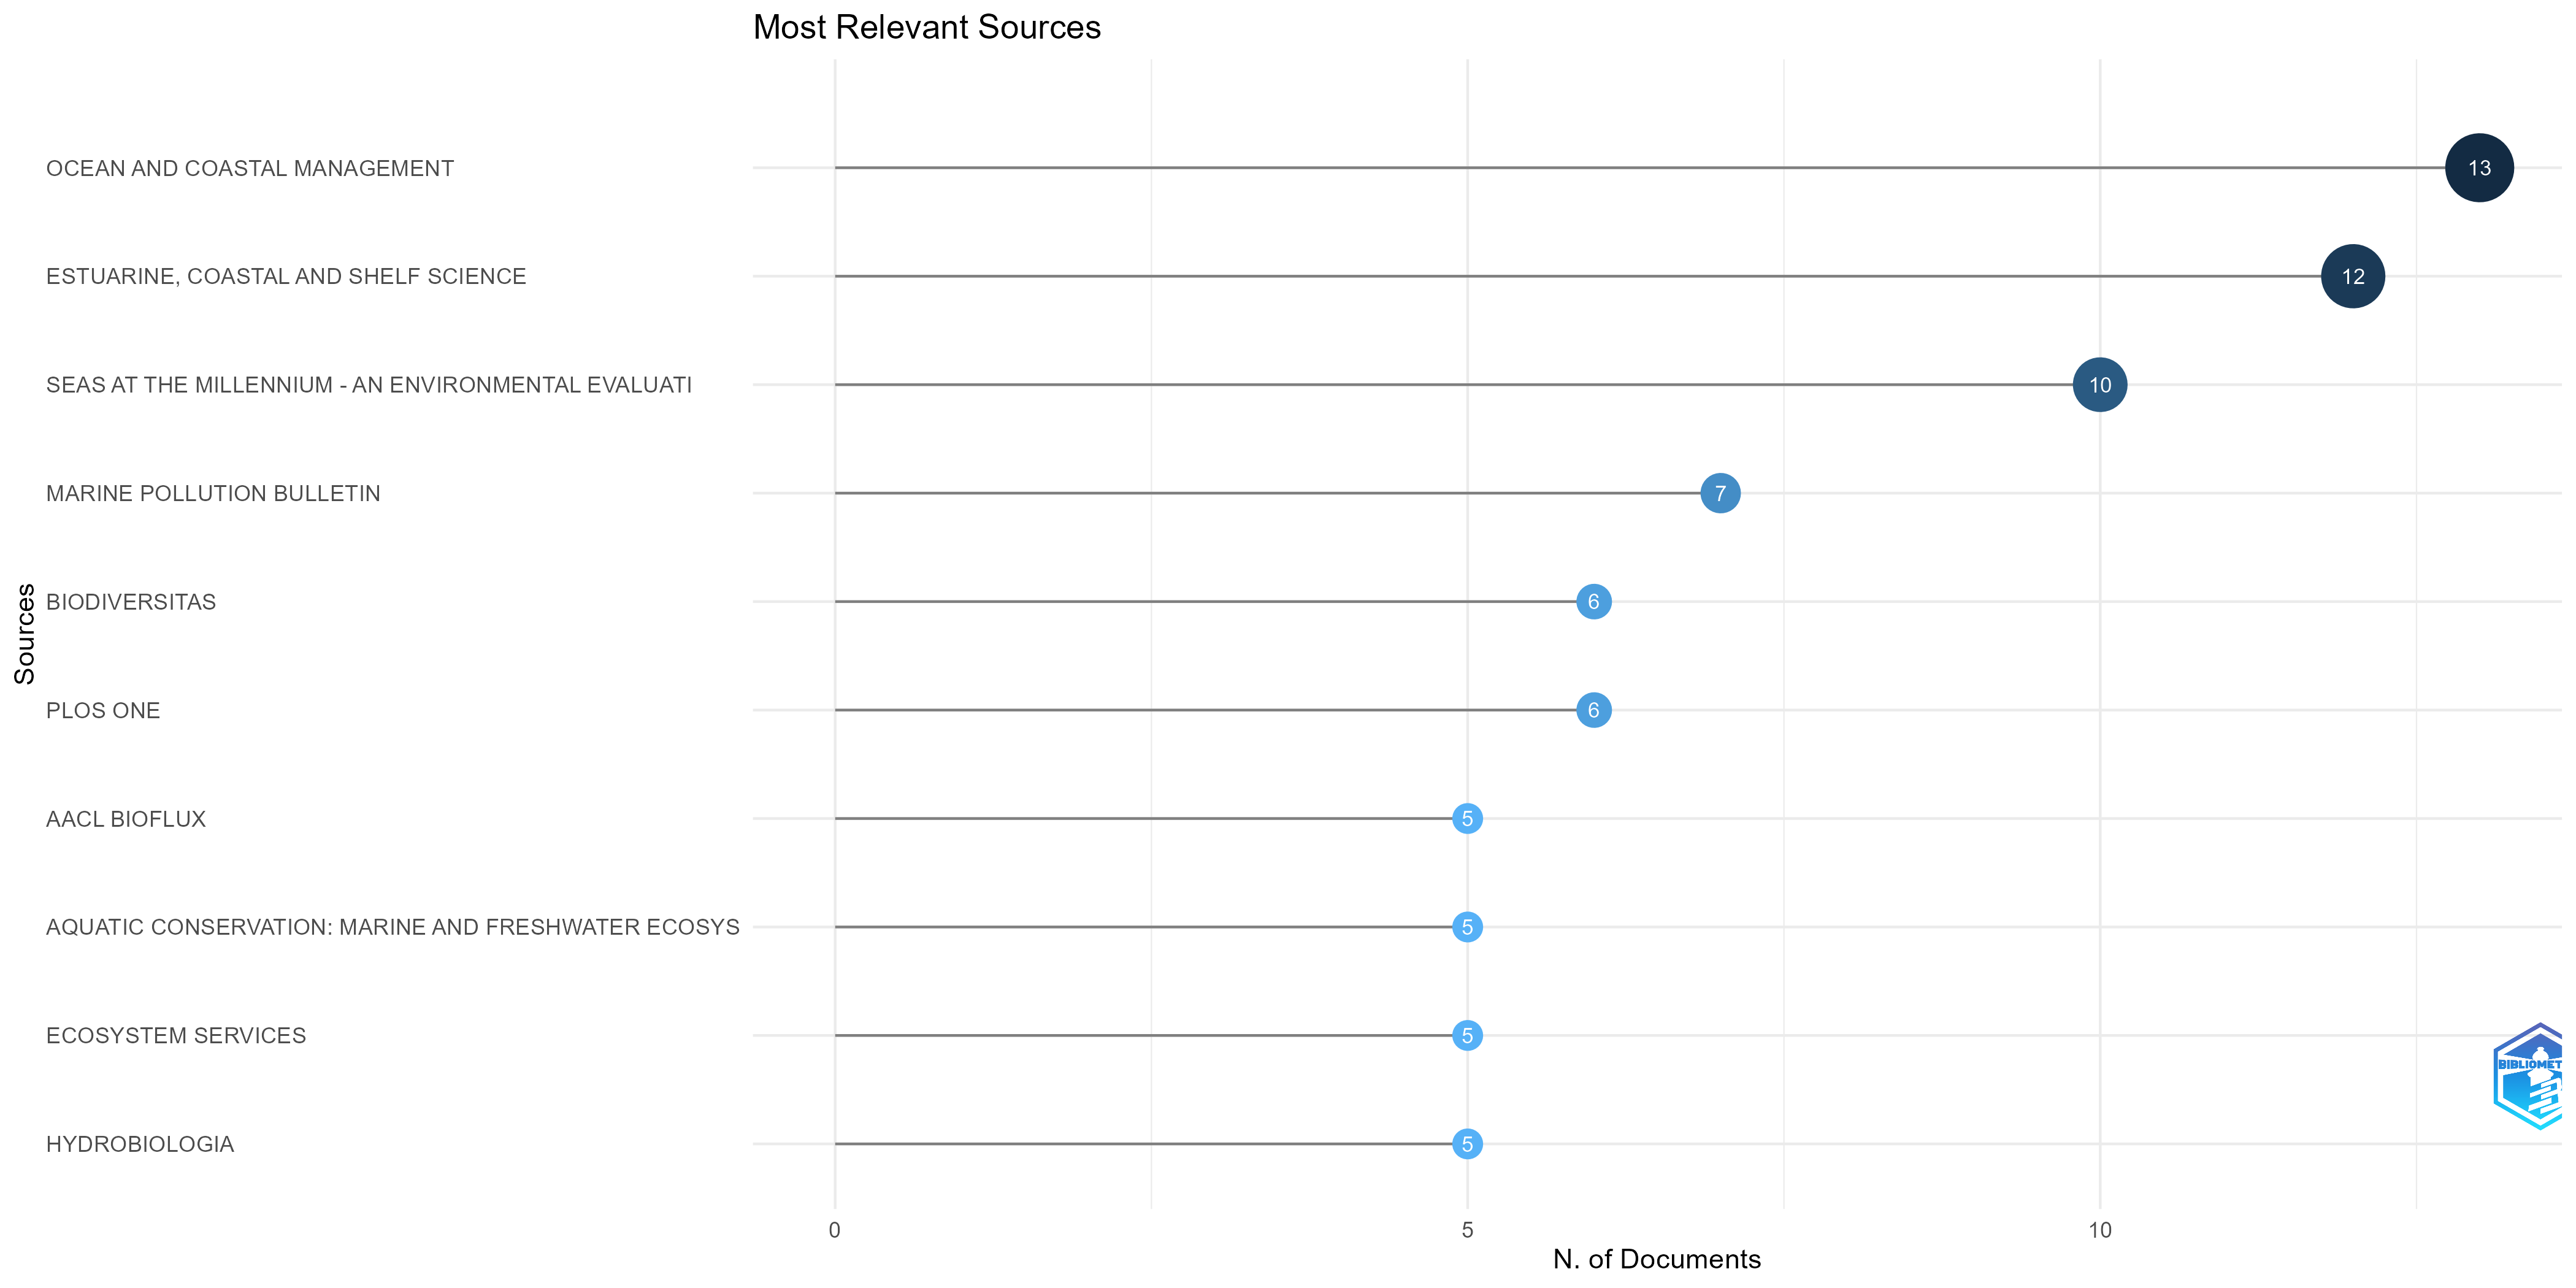 Most Relevant Sources
OCEAN AND COASTAL MANAGEMENT
13
ESTUARINE, COASTAL AND SHELF SCIENCE
12
SEAS AT THE MILLENNIUM - AN ENVIRONMENTAL EVALUATI
10
MARINE POLLUTION BULLETIN
7
BIODIVERSITAS
6
PLOS ONE
6
AACL BIOFLUX
5
AQUATIC CONSERVATION: MARINE AND FRESHWATER ECOSYS
5
ECOSYSTEM SERVICES
5
HYDROBIOLOGIA
5
Sources
0 5 10
N. of Documents
BIBLIOMET